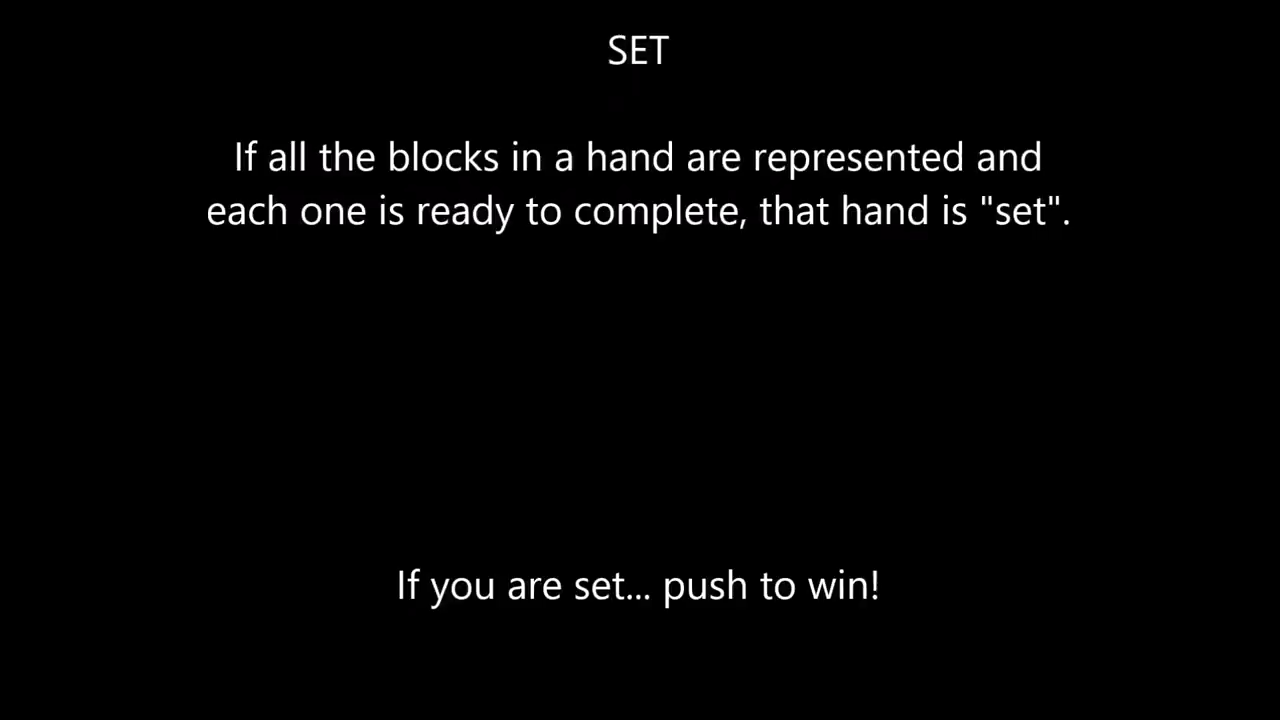 SET
If all the blocks in a hand are represented and
each one is ready to complete, that hand is "set".
If you are set... push to win!